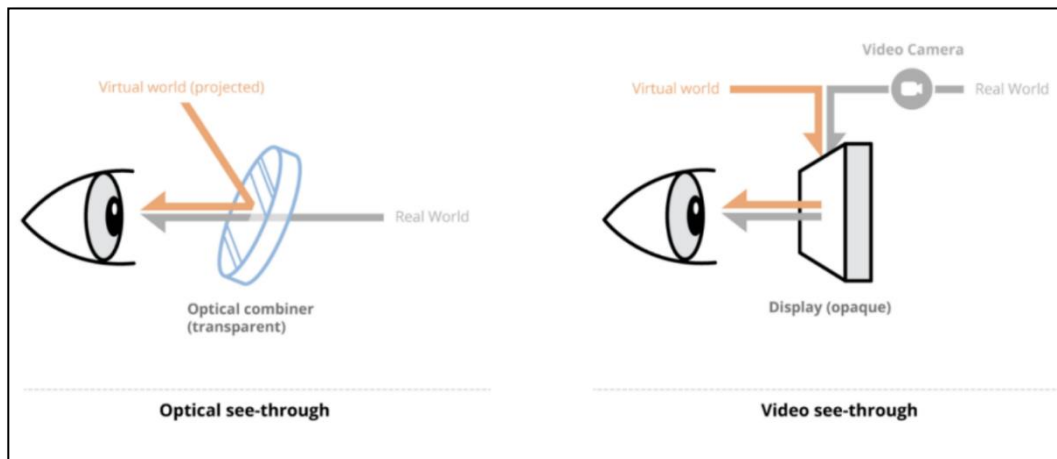 Virtual world (projected)
Real World
Optical combiner
(transparent)
Optical see-through
Video Camera
Virtual world
Real World
Display (opaque)
Video see-through